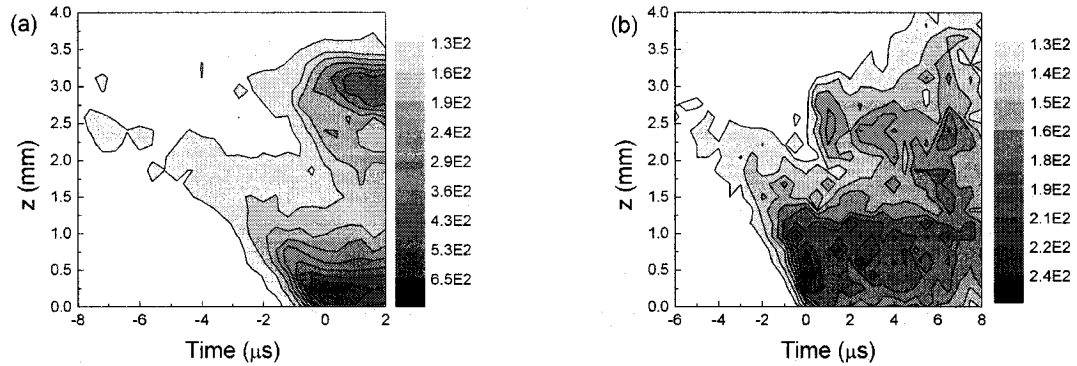 (a)
z (mm)
4.0
3.5
3.0
2.5
2.0
1.5
1.0
0.5
0.0
-8 -6 -4 -2 0 2
Time (μs)
1.3E2
1.6E2
1.9E2
2.4E2
2.9E2
3.6E2
4.3E2
5.3E2
6.5E2
(b)
z (mm)
4.0
3.5
3.0
2.5
2.0
1.5
1.0
0.5
0.0
-6 -4 -2 0 2 4 6 8
Time (μs)
1.3E2
1.4E2
1.5E2
1.6E2
1.8E2
1.9E2
2.1E2
2.2E2
2.4E2